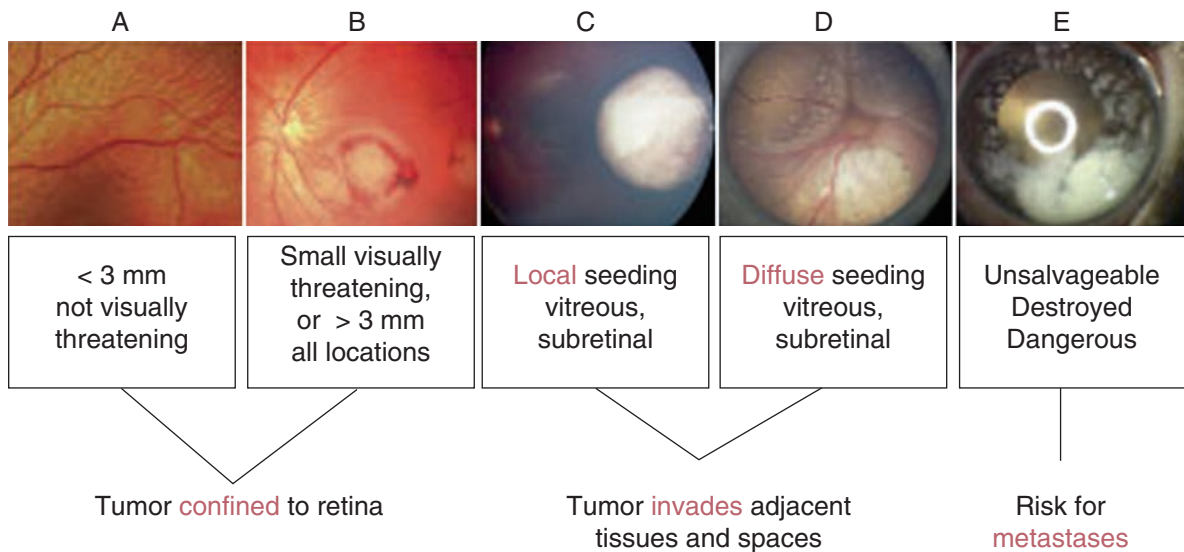 A
B
C
D
E
< 3 mm
not visually
threatening
Small visually
threatening,
or > 3 mm
all locations
Local seeding
vitreous,
subretinal
Diffuse seeding
vitreous,
subretinal
Unsalvageable
Destroyed
Dangerous
Tumor confined to retina
Tumor invades adjacent
tissues and spaces
Risk for
metastases